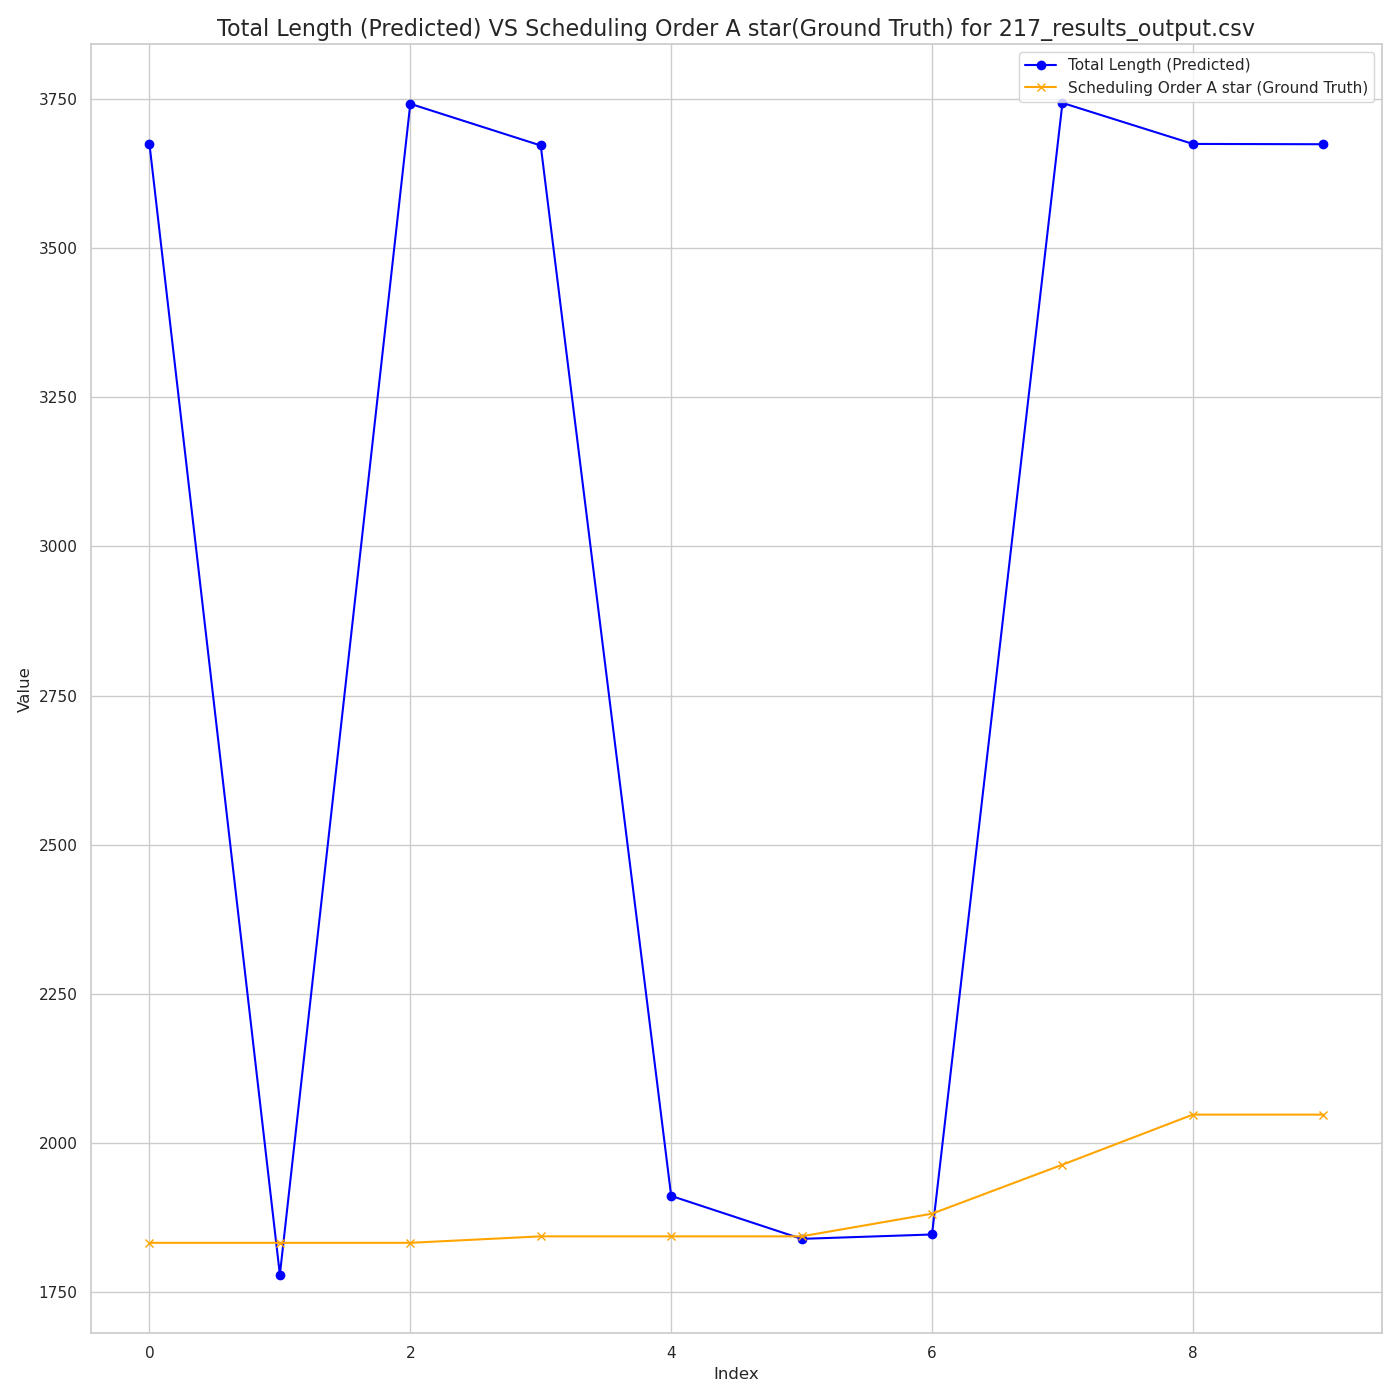 Total Length (Predicted) VS Scheduling Order A star(Ground Truth) for 217_results_output.csv
Total Length (Predicted)
Scheduling Order A star (Ground Truth)
3750
3500
3250
3000
2750
2500
2250
2000
1750
Value
0 2 4 6 8
Index